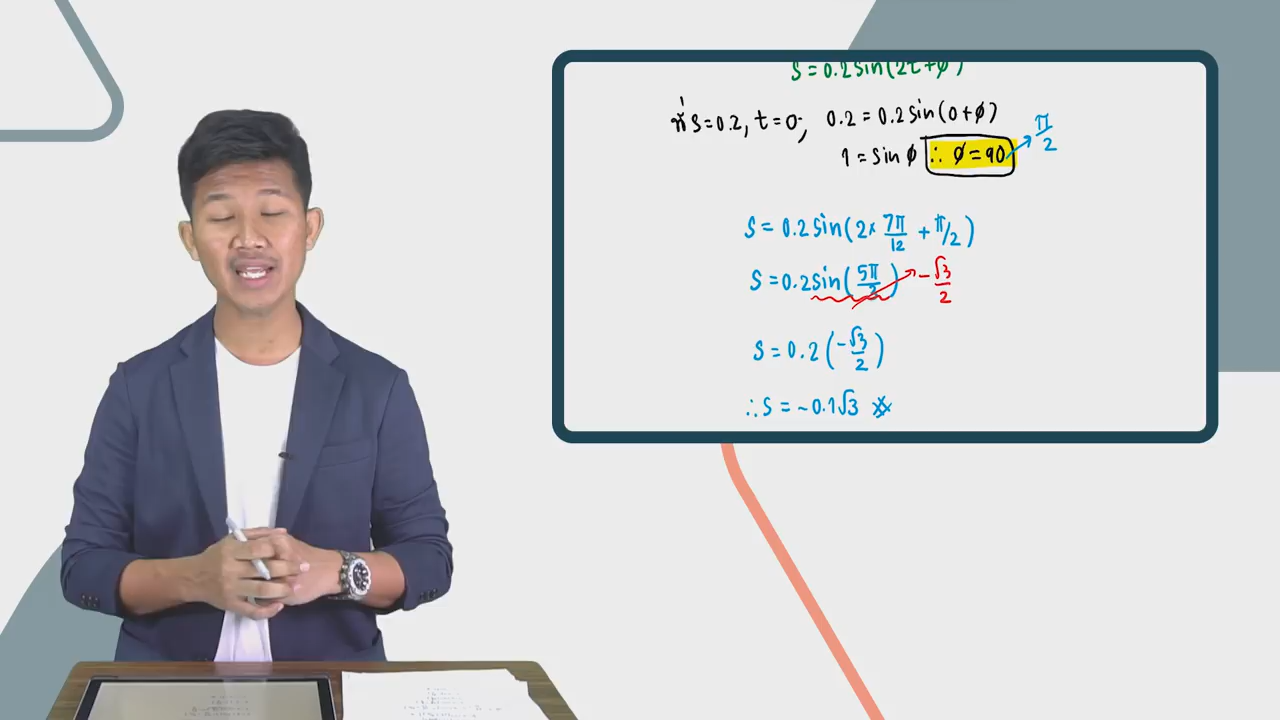 S = 0.2 sin(2t + ϕ)
ที่ S = 0.2, t = 0; 0.2 = 0.2 sin(0 + ϕ)
1 = sin ϕ ∴ ϕ = 90 π/2
S = 0.2 sin(2 × 7π/12 + π/2)
S = 0.2 sin(5π/3) -√3/2
S = 0.2 (-√3/2)
∴ S = -0.1√3